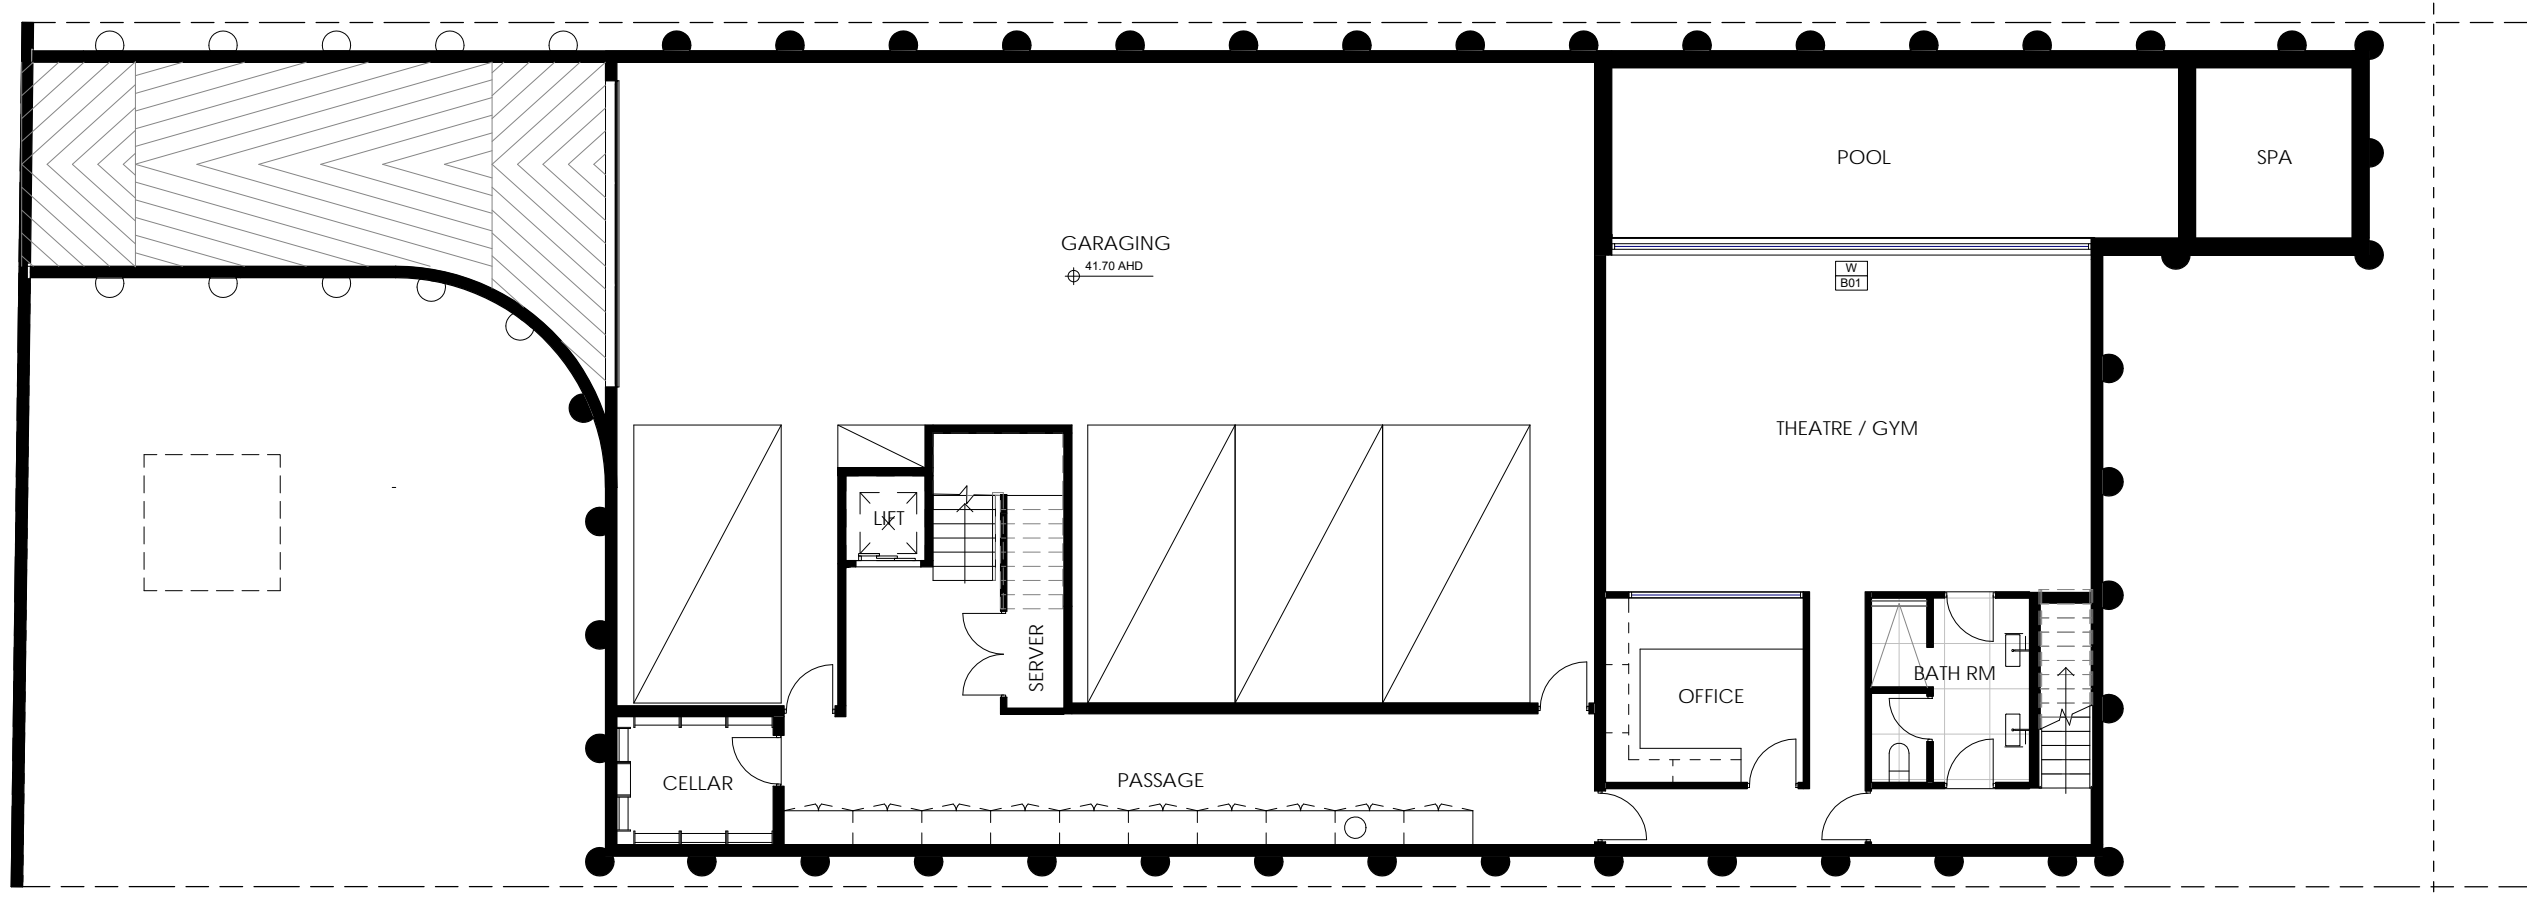 POOL
SPA
GARAGING
41.70 AHD
W
B01
THEATRE / GYM
LIFT
SERVER
BATH RM
OFFICE
CELLAR
PASSAGE